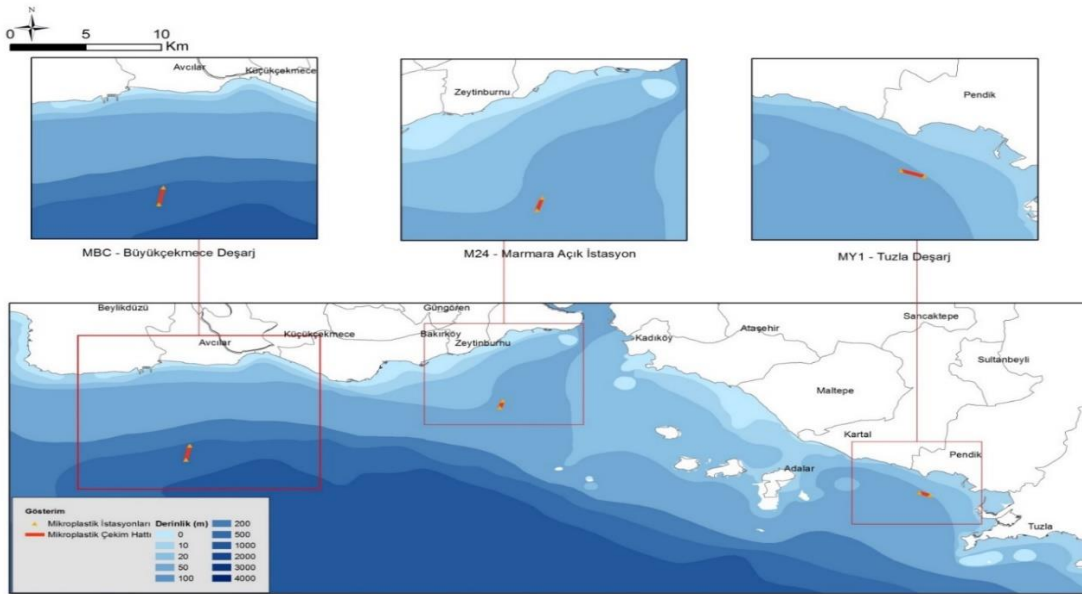 N
0 5 10
Km
Avcılar
Küçükçekmece
Zeytinburnu
Pendik
MBC - Büyükçekmece Deşarj
M24 - Marmara Açık İstasyon
MY1 - Tuzla Deşarj
Beylikdüzü
Güngören
Sancaktepe
Küçükçekmece
Bakırköy
Avcılar
Zeytinburnu
Kadıköy
Ataşehir
Sultanbeyli
Maltepe
Kartal
Pendik
Adalar
Tuzla
Gösterim
Mikroplastik İstasyonları
Mikroplastik Çekim Hattı
Derinlik (m)
0
10
20
50
100
200
500
1000
2000
3000
4000